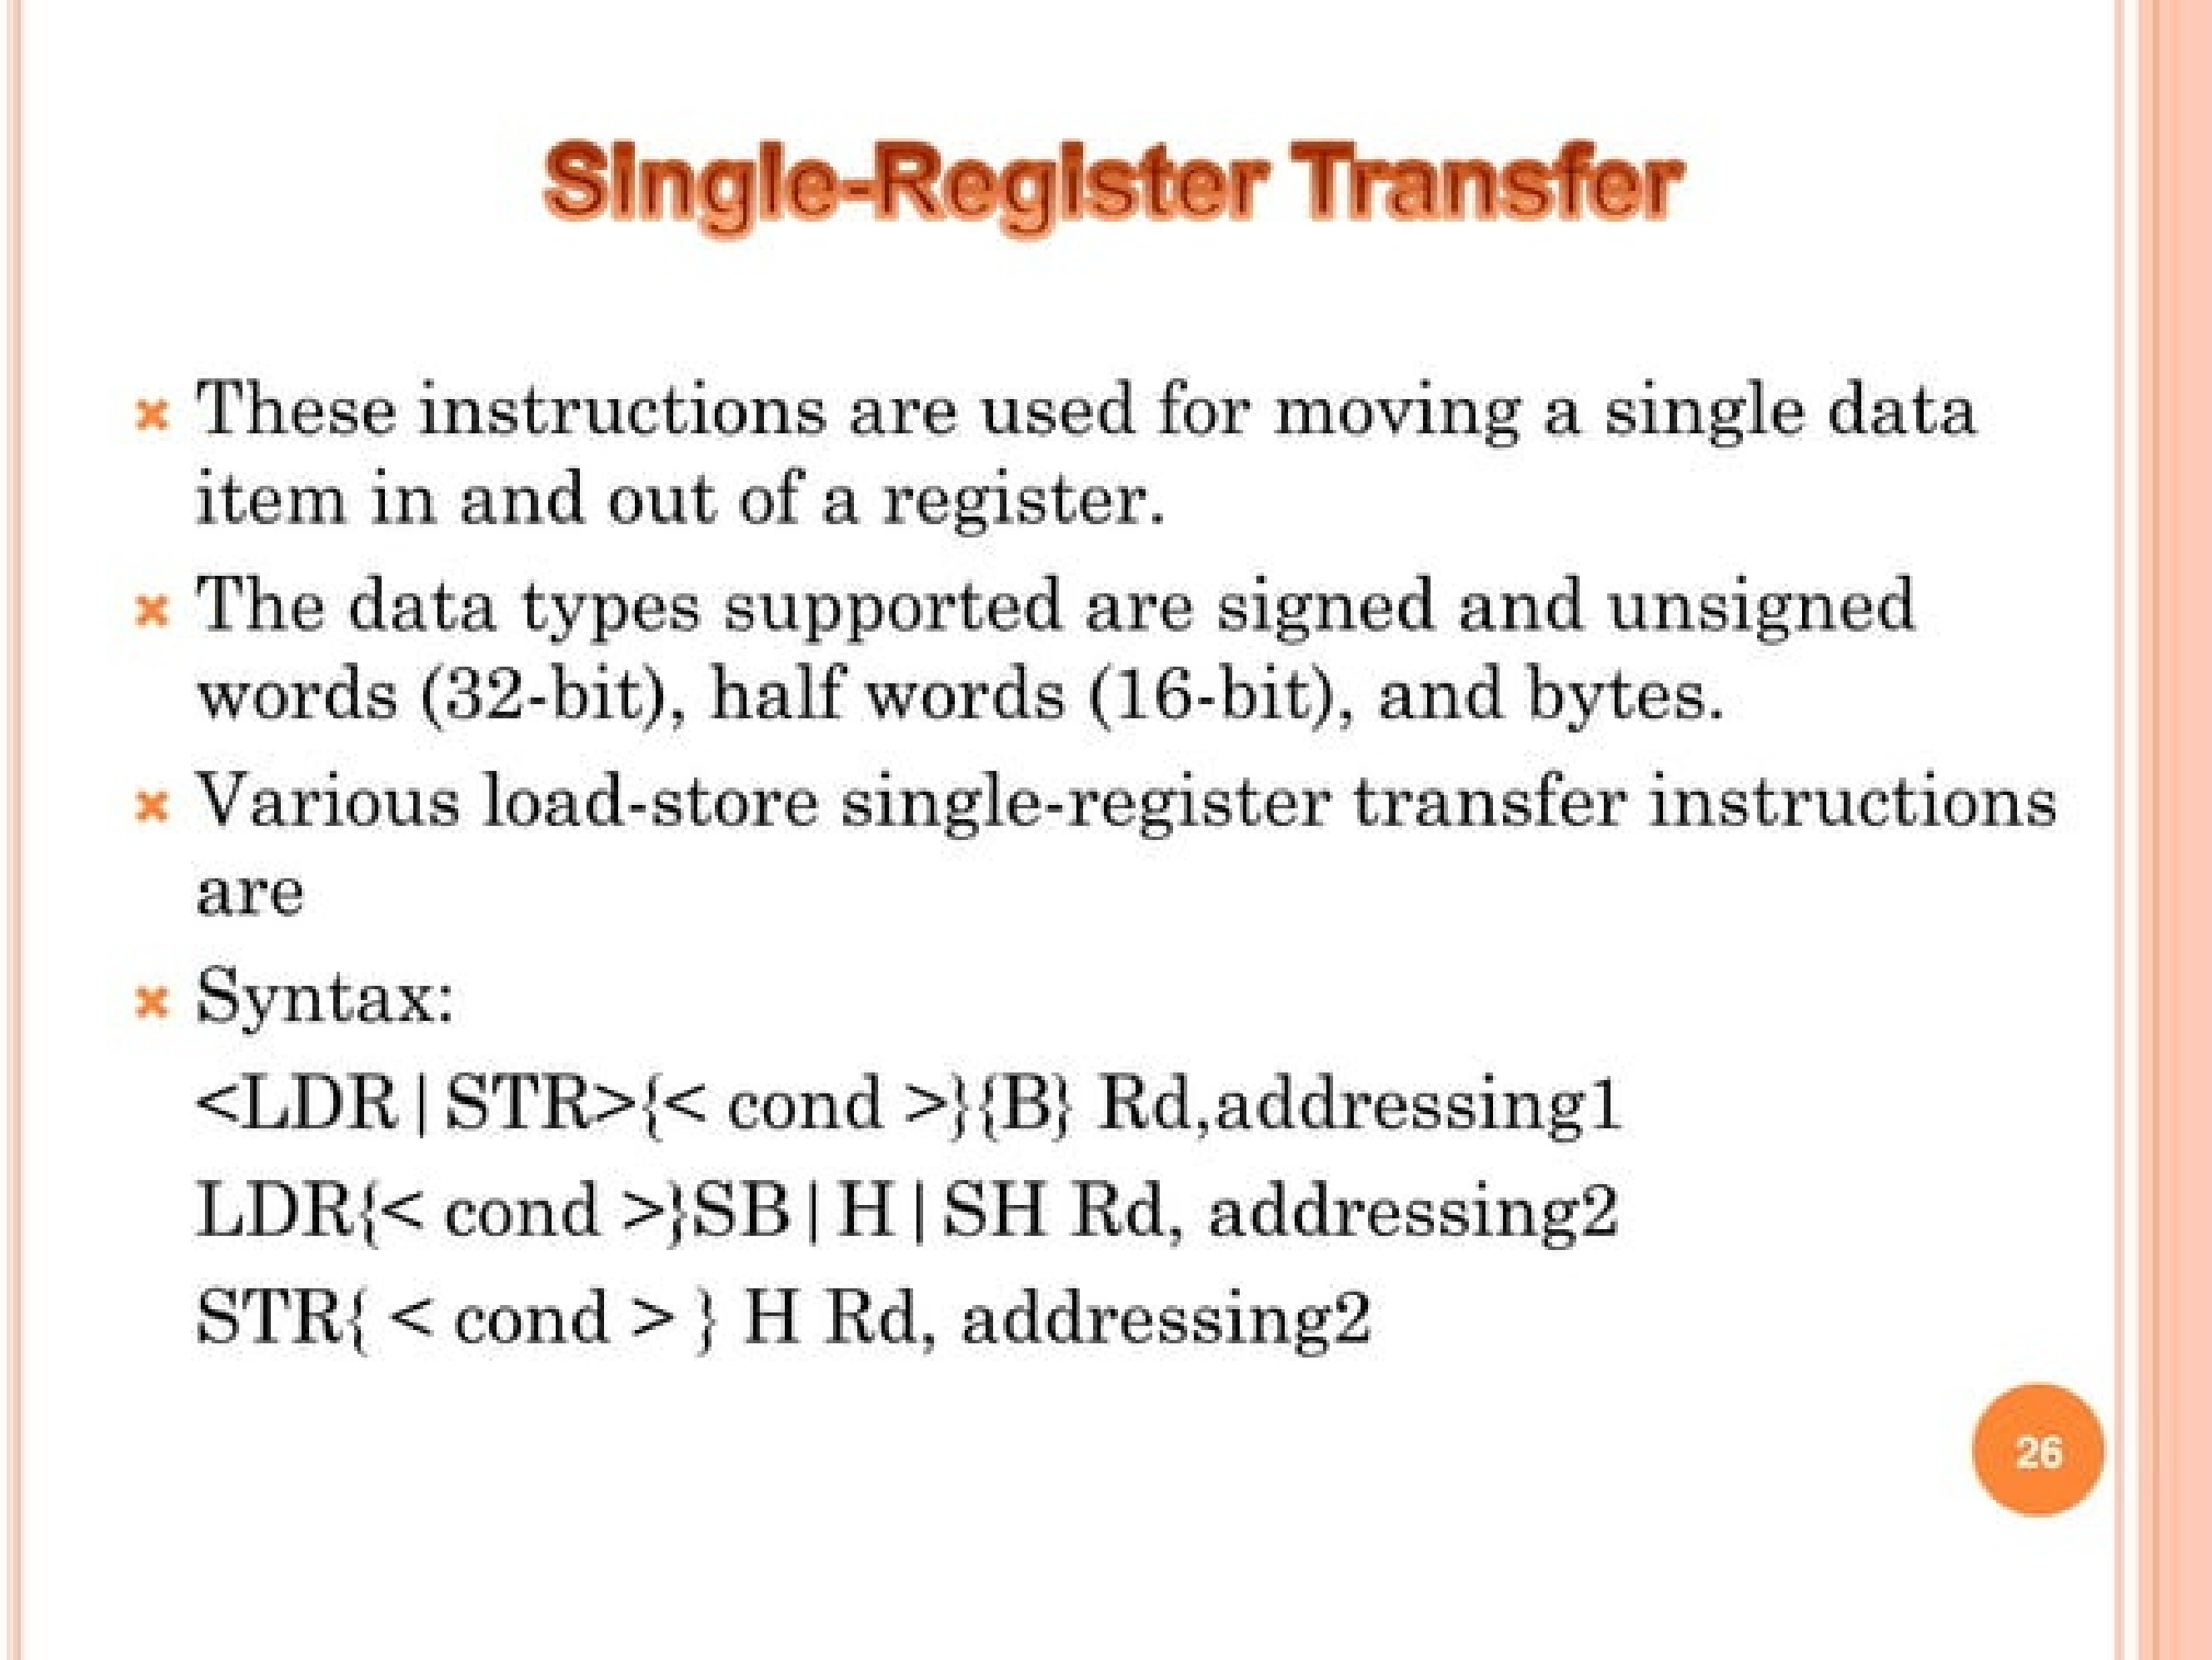 Single-Register Transfer
These instructions are used for moving a single data
item in and out of a register.
The data types supported are signed and unsigned
words (32-bit), half words (16-bit), and bytes.
Various load-store single-register transfer instructions
are
Syntax:
<LDR|STR>{< cond >}{B} Rd,addressing1
LDR{< cond >}SB|H|SH Rd, addressing2
STR{ < cond > } H Rd, addressing2
26